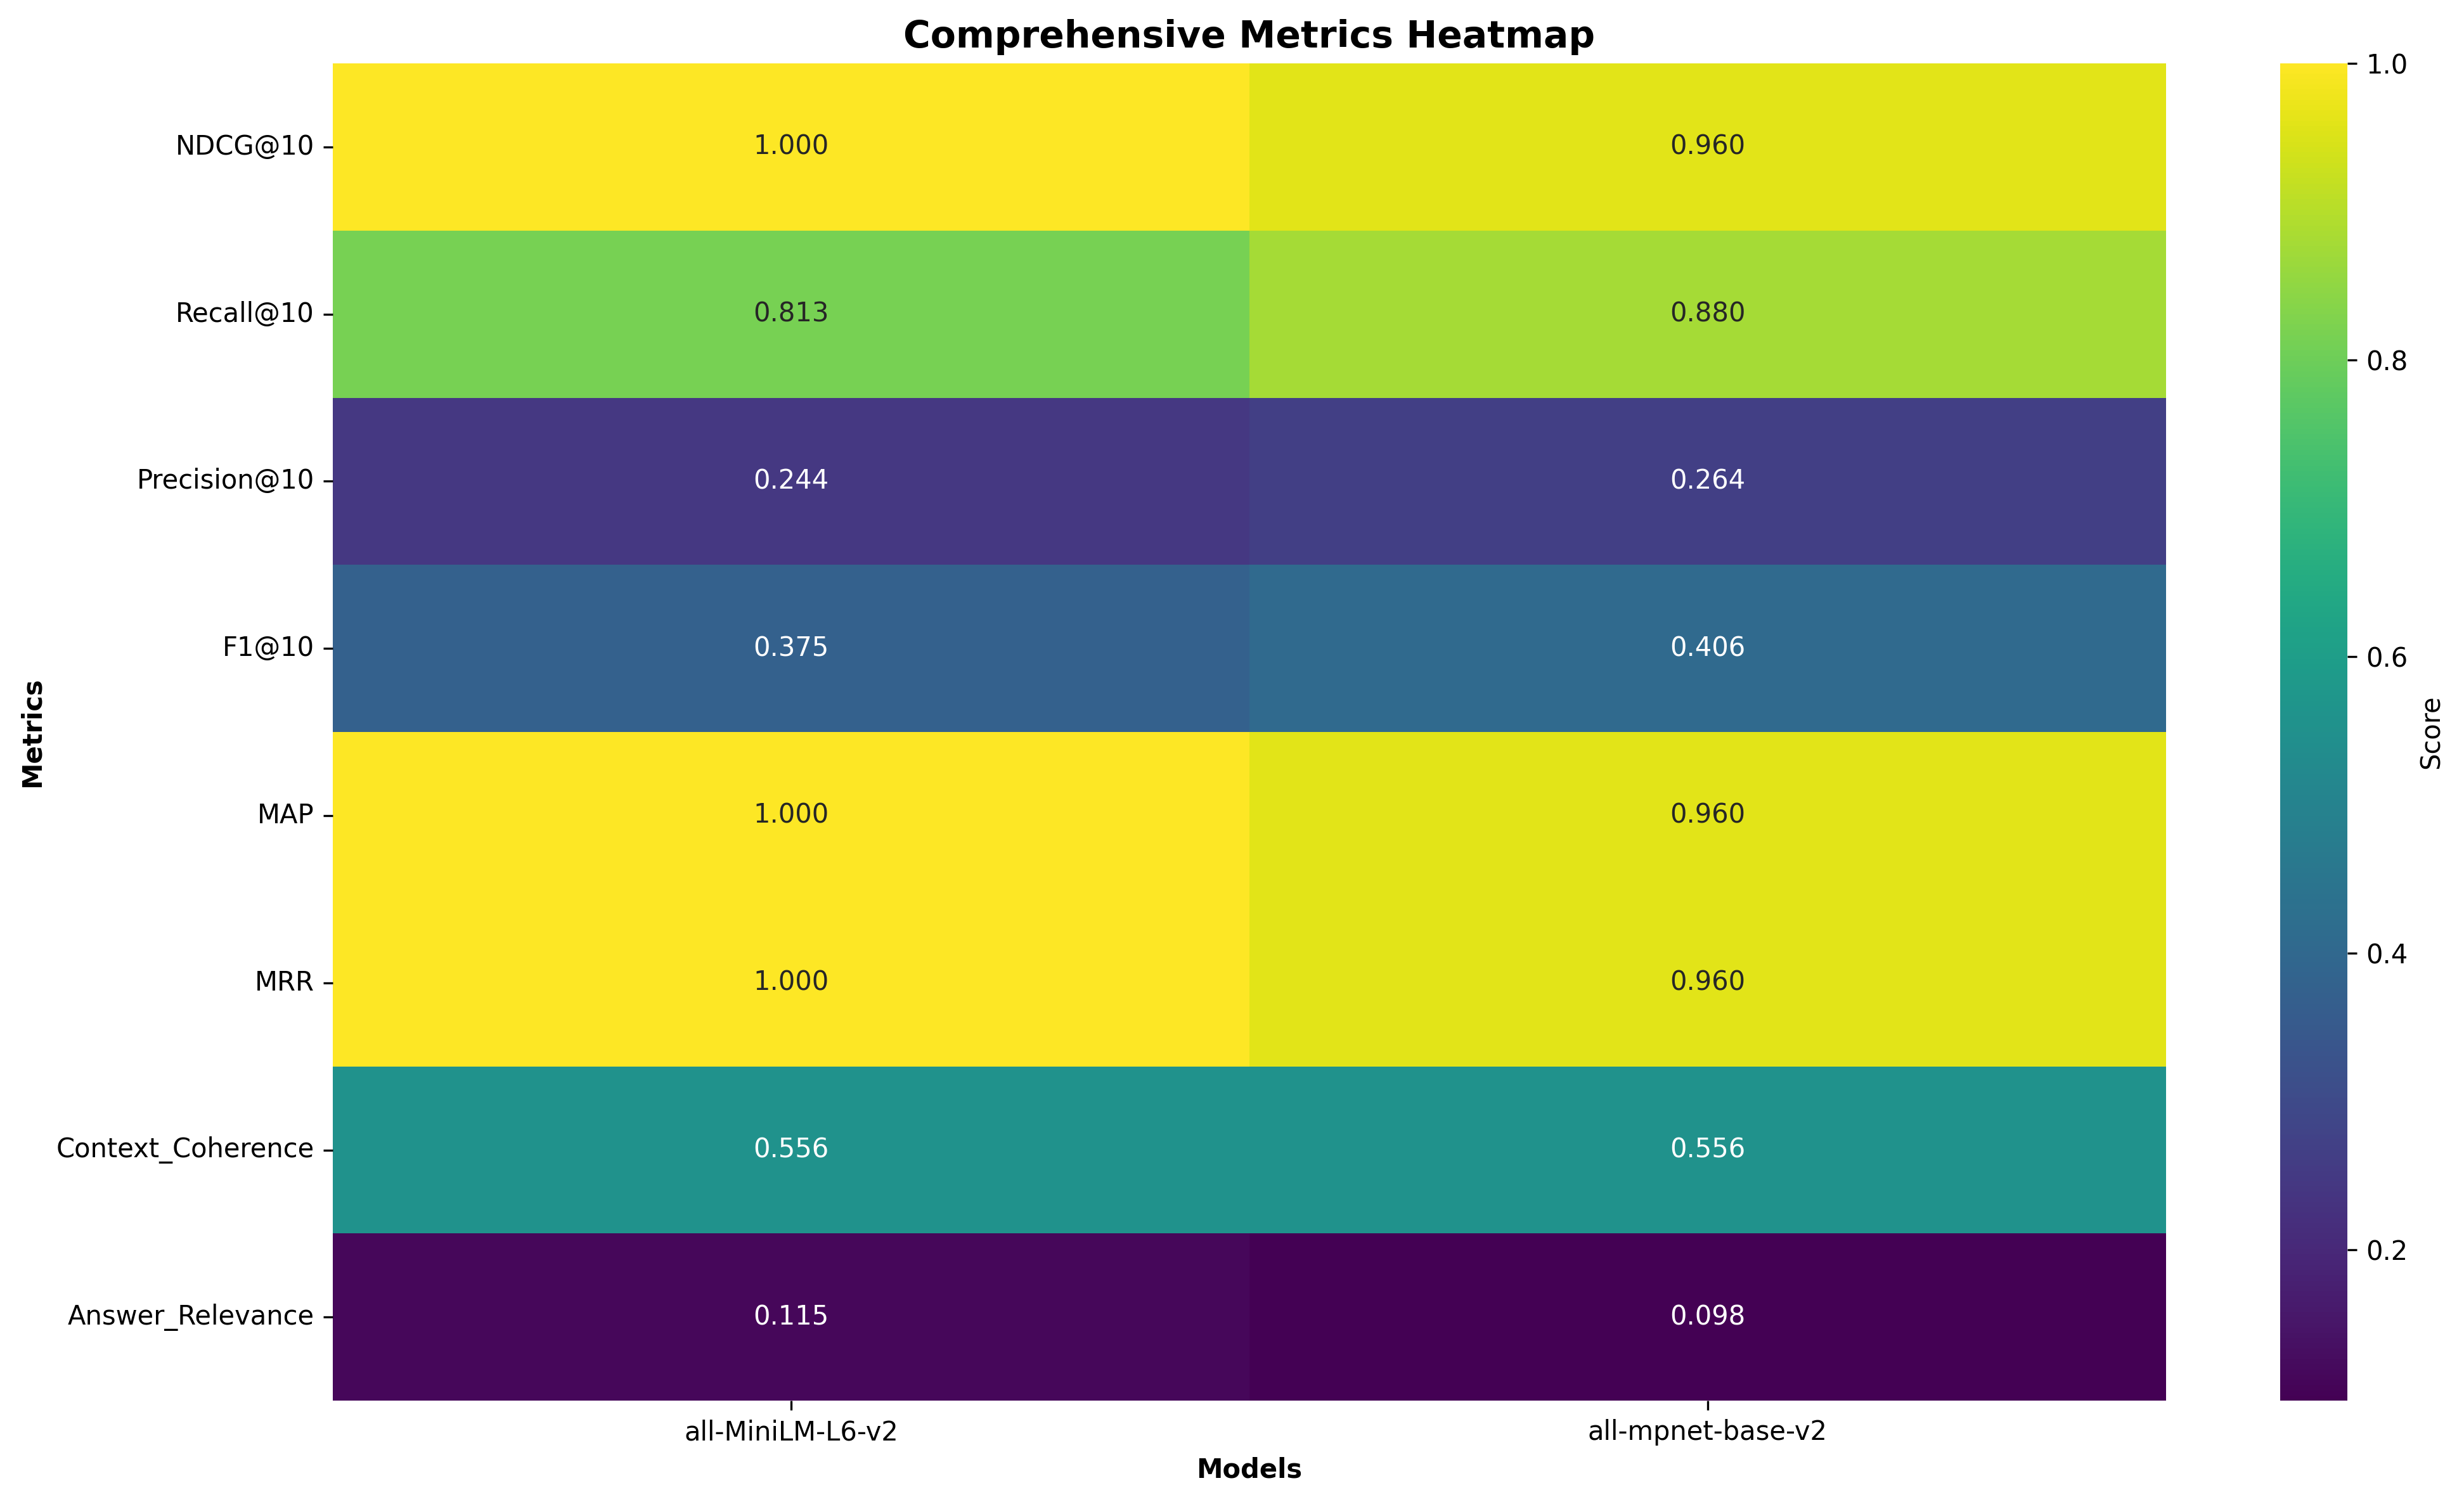 Comprehensive Metrics Heatmap
NDCG@10 1.000 0.960
Recall@10 0.813 0.880
Precision@10 0.244 0.264
F1@10 0.375 0.406
MAP 1.000 0.960
MRR 1.000 0.960
Context_Coherence 0.556 0.556
Answer_Relevance 0.115 0.098
Metrics
all-MiniLM-L6-v2 all-mpnet-base-v2
Models
1.0
0.8
0.6
0.4
0.2
Score